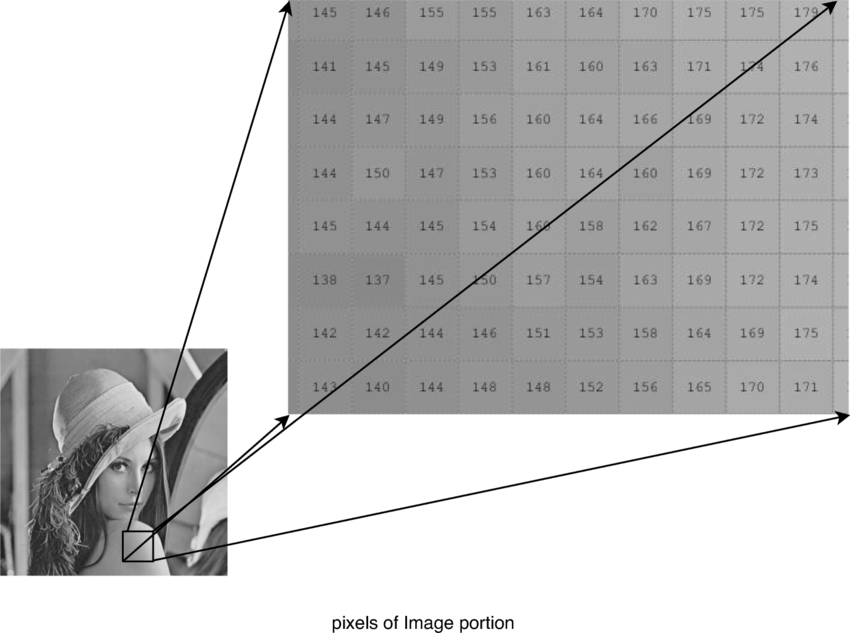 145 146 155 155 163 164 170 175 175 179
141 145 149 153 161 160 163 171 174 176
144 147 149 156 160 164 166 169 172 174
144 150 147 153 160 164 160 169 172 173
145 144 145 154 160 158 162 167 172 175
138 137 145 150 157 154 163 169 172 174
142 142 144 146 151 153 158 164 169 175
143 140 144 148 148 152 156 165 170 171
pixels of Image portion